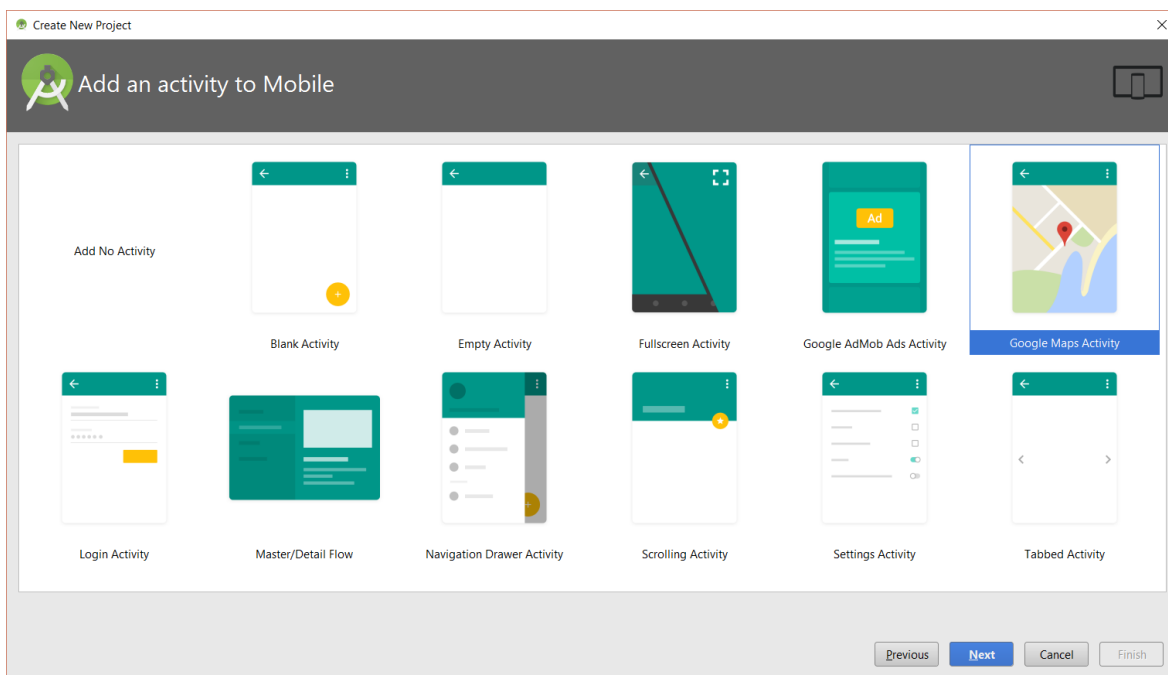 Create New Project
Add an activity to Mobile
Add No Activity
Ad
Blank Activity
Empty Activity
Fullscreen Activity
Google AdMob Ads Activity
Google Maps Activity
Login Activity
Master/Detail Flow
Navigation Drawer Activity
Scrolling Activity
Settings Activity
Tabbed Activity
Previous
Next
Cancel
Finish